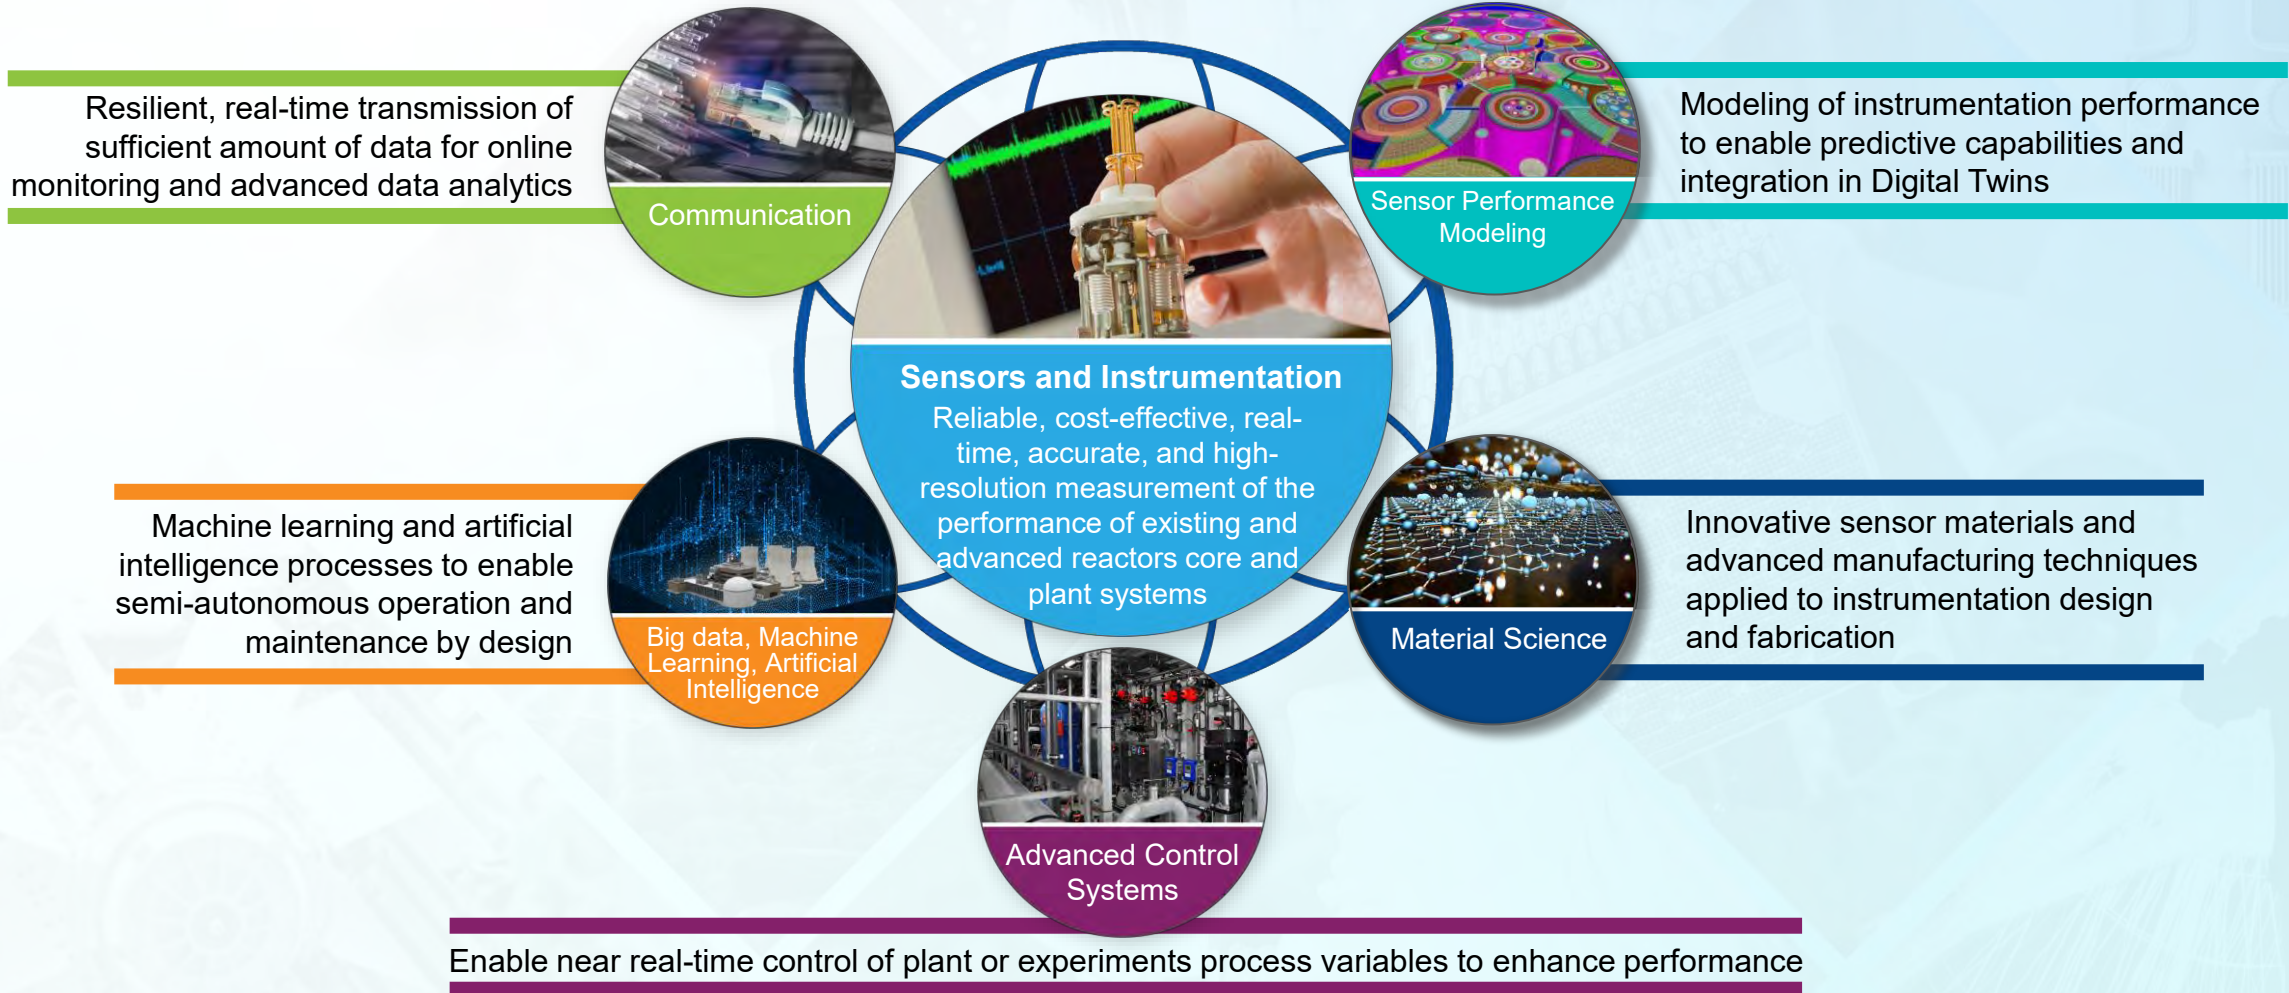 Resilient, real-time transmission of
sufficient amount of data for online
monitoring and advanced data analytics
Communication
Sensor Performance
Modeling
Modeling of instrumentation performance
to enable predictive capabilities and
integration in Digital Twins
Sensors and Instrumentation
Reliable, cost-effective, real-
time, accurate, and high-
resolution measurement of the
performance of existing and
advanced reactors core and
plant systems
Machine learning and artificial
intelligence processes to enable
semi-autonomous operation and
maintenance by design
Big data, Machine
Learning, Artificial
Intelligence
Material Science
Innovative sensor materials and
advanced manufacturing techniques
applied to instrumentation design
and fabrication
Advanced Control
Systems
Enable near real-time control of plant or experiments process variables to enhance performance